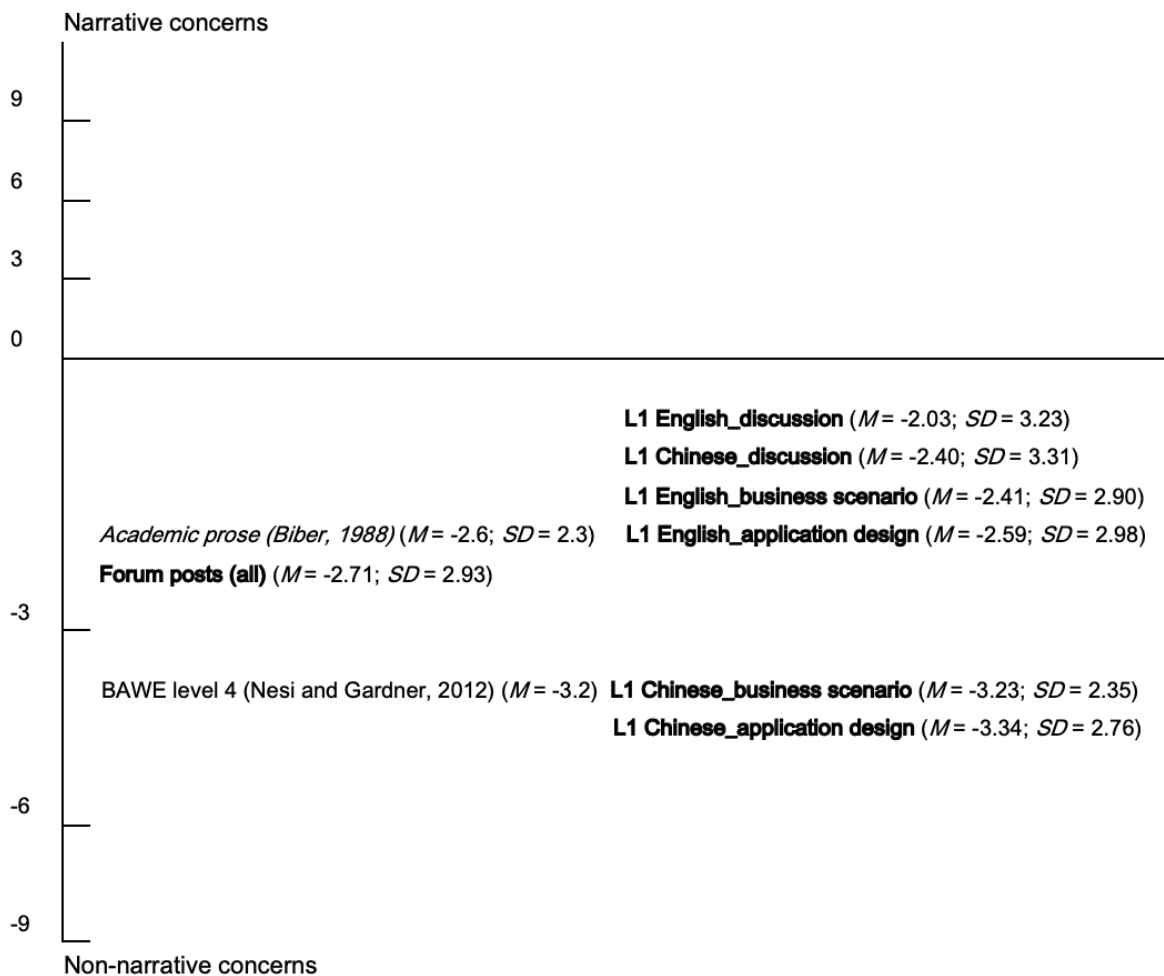 Narrative concerns
9
6
3
0
L1 English_discussion (M = -2.03; SD = 3.23)
L1 Chinese_discussion (M = -2.40; SD = 3.31)
L1 English_business scenario (M = -2.41; SD = 2.90)
Academic prose (Biber, 1988) (M = -2.6; SD = 2.3) L1 English_application design (M = -2.59; SD = 2.98)
Forum posts (all) (M = -2.71; SD = 2.93)
-3
BAWE level 4 (Nesi and Gardner, 2012) (M = -3.2) L1 Chinese_business scenario (M = -3.23; SD = 2.35)
L1 Chinese_application design (M = -3.34; SD = 2.76)
-6
-9
Non-narrative concerns